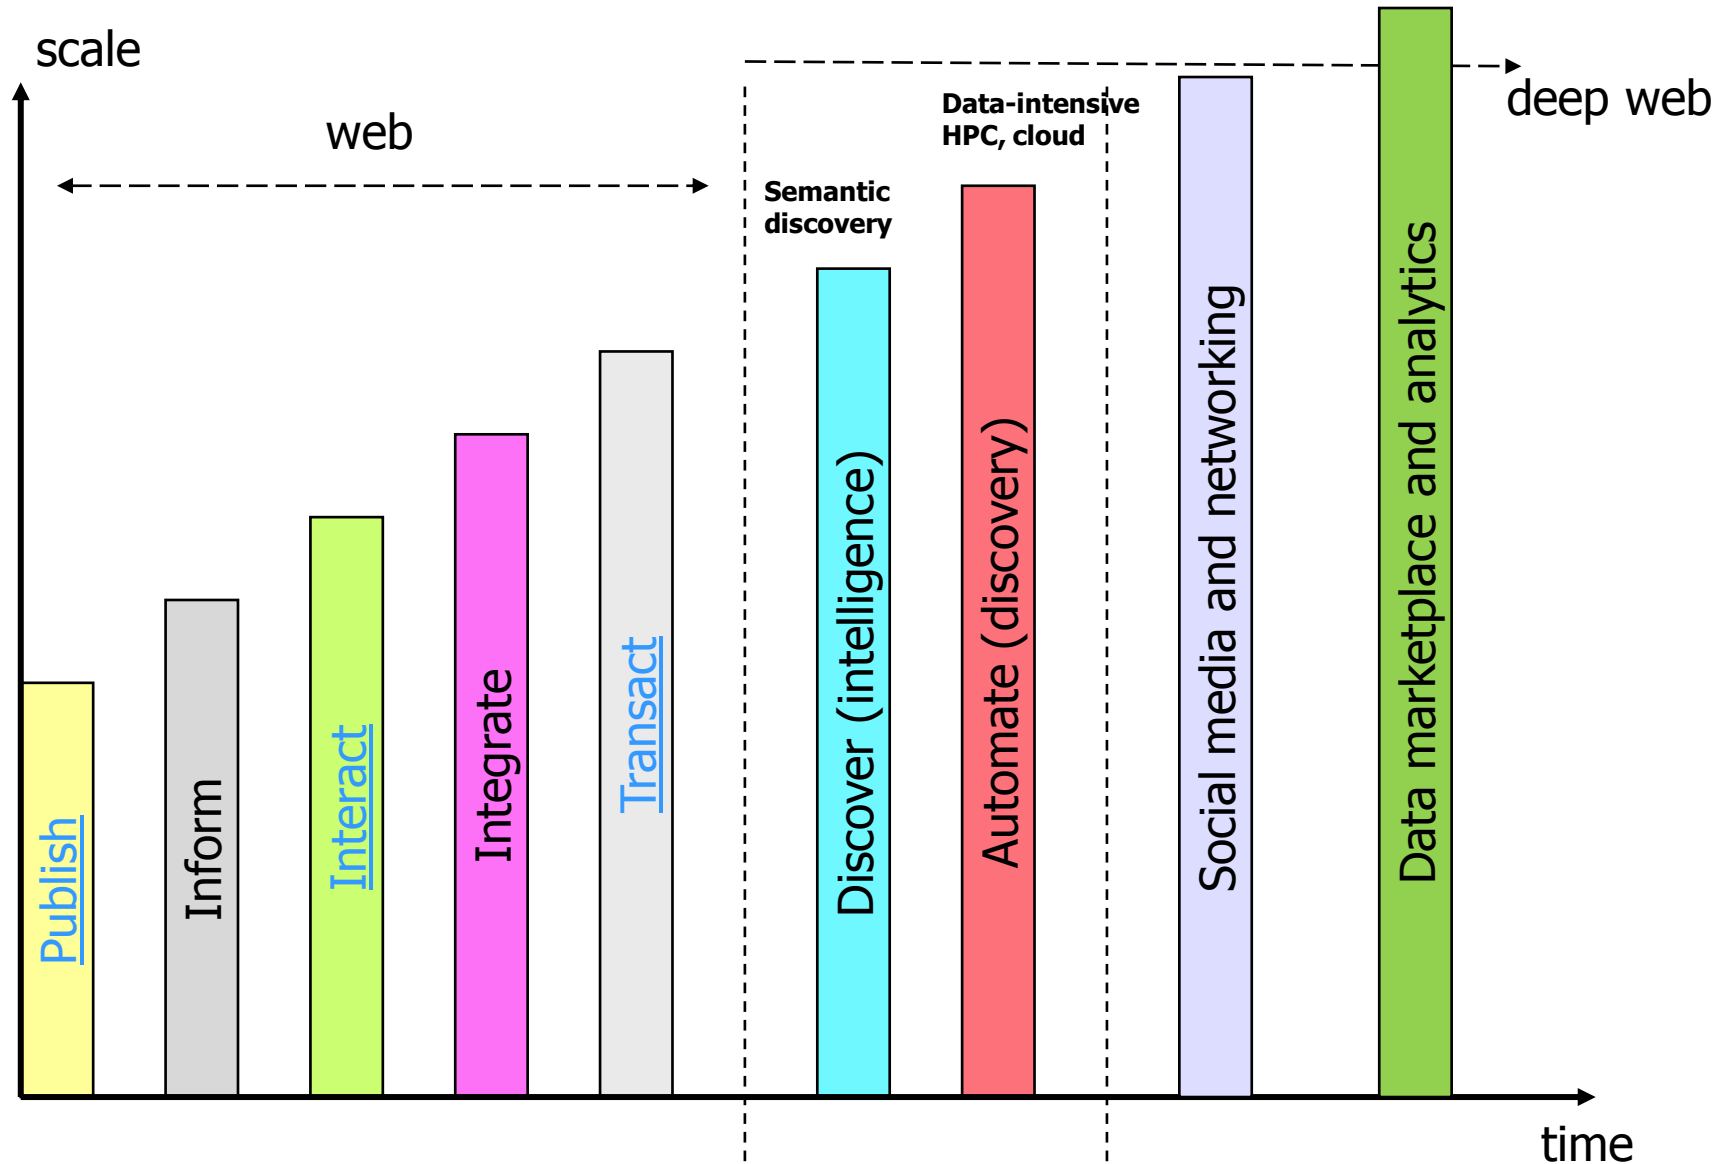 scale
web
deep web
Data-intensive
HPC, cloud
Semantic
discovery
Publish
Inform
Interact
Integrate
Transact
Discover (intelligence)
Automate (discovery)
Social media and networking
Data marketplace and analytics
time